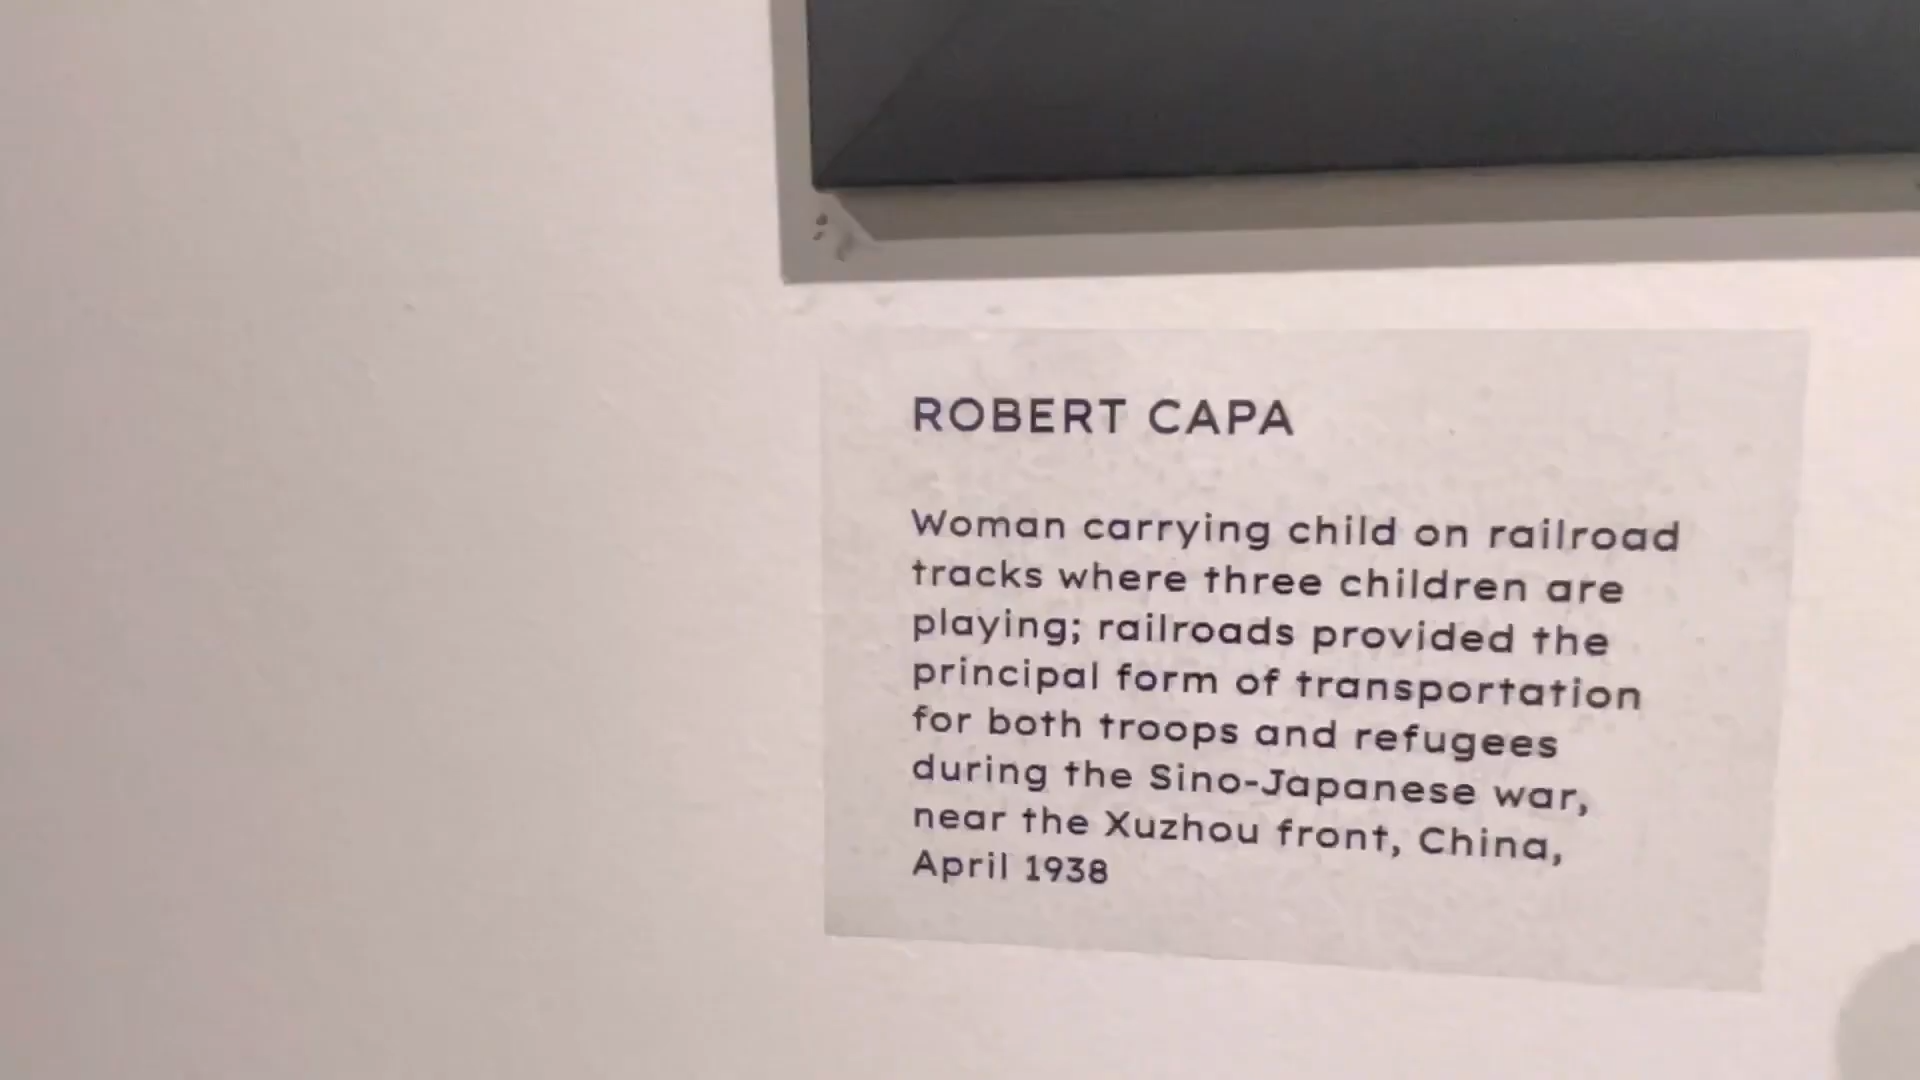 ROBERT CAPA
Woman carrying child on railroad
tracks where three children are
playing; railroads provided the
principal form of transportation
for both troops and refugees
during the Sino-Japanese war,
near the Xuzhou front, China,
April 1938